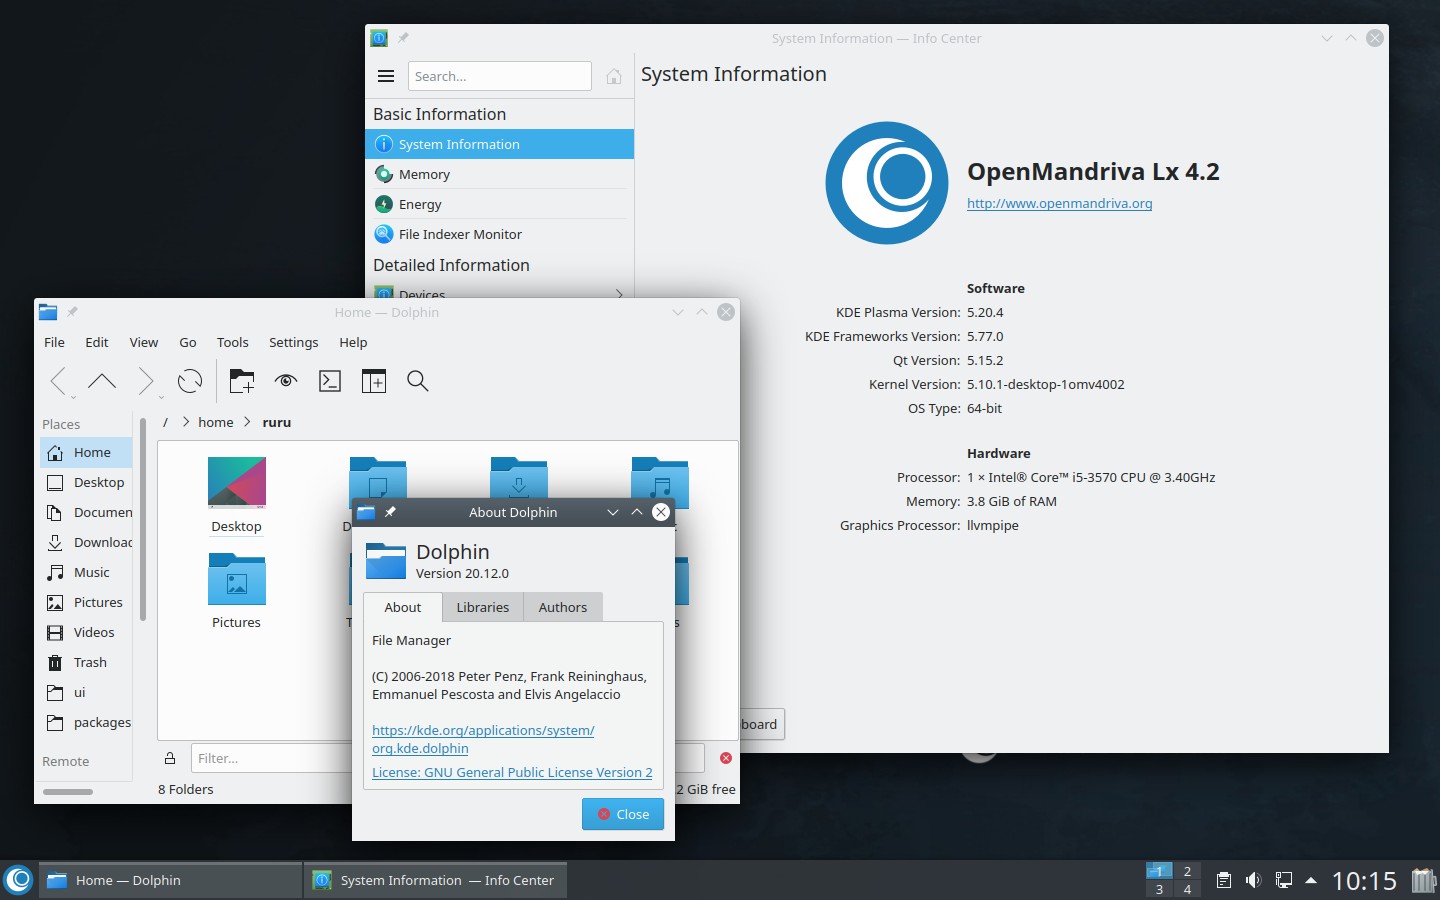 System Information — Info Center
Search...
System Information
Basic Information
System Information
Memory
Energy
File Indexer Monitor
Detailed Information
Devices
OpenMandriva Lx 4.2
http://www.openmandriva.org
Software
KDE Plasma Version: 5.20.4
KDE Frameworks Version: 5.77.0
Qt Version: 5.15.2
Kernel Version: 5.10.1-desktop-1omv4002
OS Type: 64-bit
Hardware
Processor: 1 × Intel® Core™ i5-3570 CPU @ 3.40GHz
Memory: 3.8 GiB of RAM
Graphics Processor: llvmpipe
board
Home — Dolphin
File Edit View Go Tools Settings Help
/ > home > ruru
Places
Home
Desktop
Documen
Downloac
Music
Pictures
Videos
Trash
ui
packages
Remote
Desktop
D
Pictures
T
s
Filter...
8 Folders
2 GiB free
About Dolphin
Dolphin
Version 20.12.0
About Libraries Authors
File Manager
(C) 2006-2018 Peter Penz, Frank Reininghaus,
Emmanuel Pescosta and Elvis Angelaccio
https://kde.org/applications/system/
org.kde.dolphin
License: GNU General Public License Version 2
Close
Home — Dolphin
System Information — Info Center
1 2
3 4
10:15